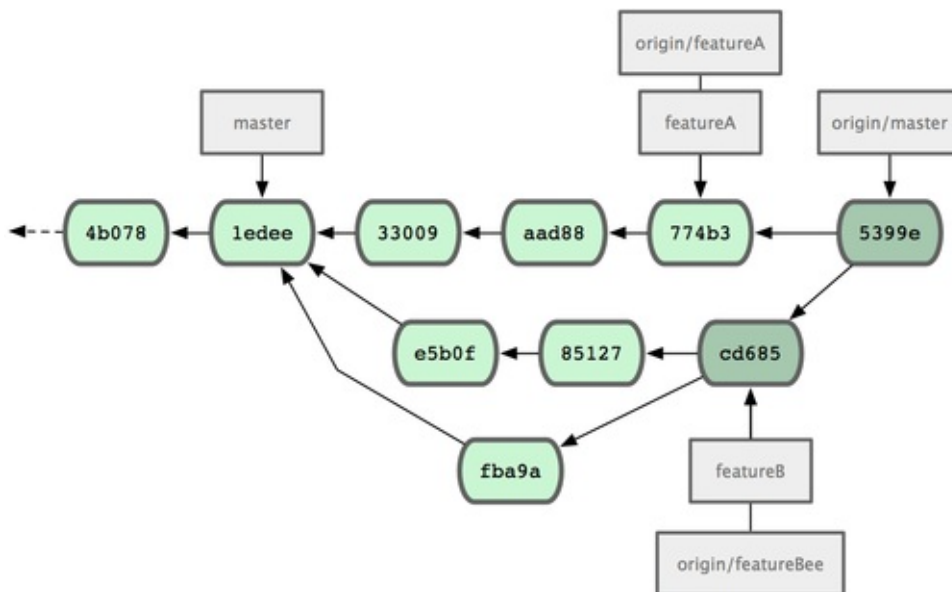 origin/featureA
master
featureA
origin/master
4b078
1edee
33009
aad88
774b3
5399e
e5b0f
85127
cd685
fba9a
featureB
origin/featureBee